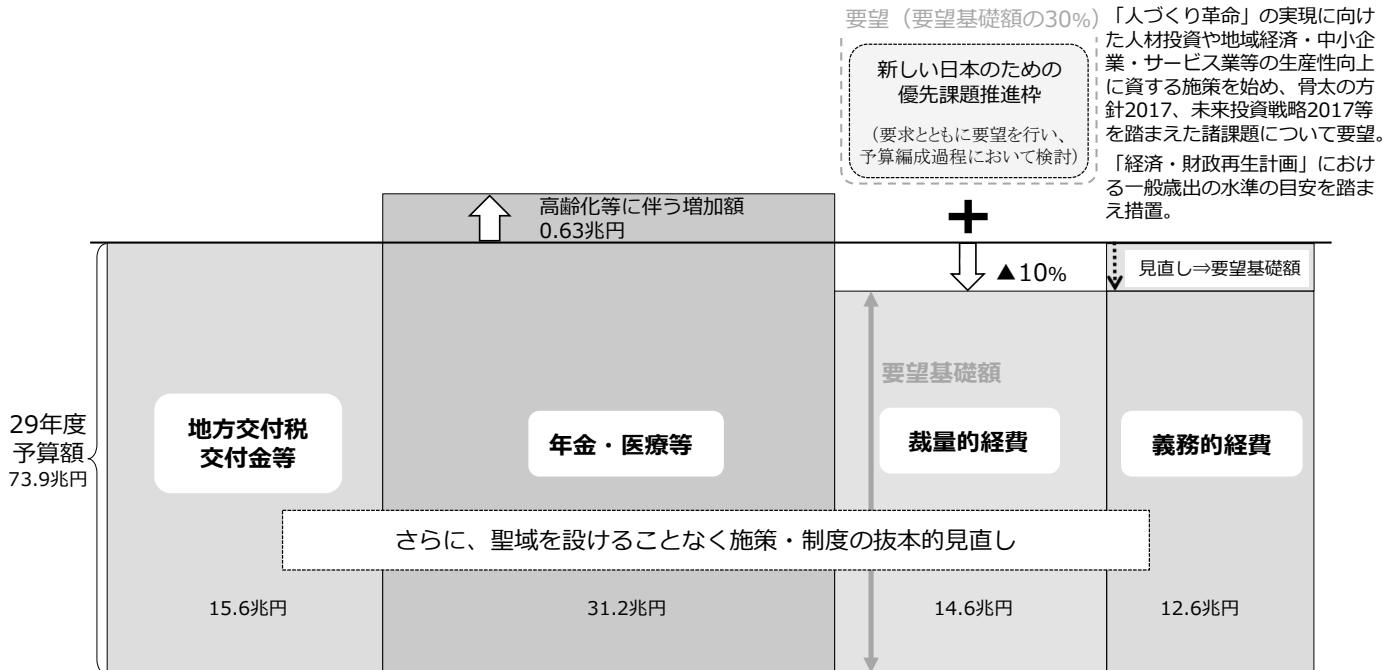 要望（要望基礎額の30%）
新しい日本のための
優先課題推進枠
（要求とともに要望を行い、
予算編成過程において検討）
「人づくり革命」の実現に向け
た人材投資や地域経済・中小企
業・サービス業等の生産性向上
に資する施策を始め、骨太の方
針2017、未来投資戦略2017等
を踏まえた諸課題について要望。
「経済・財政再生計画」におけ
る一般歳出の水準の目安を踏ま
え措置。
高齢化等に伴う増加額
0.63兆円
▲10%
見直し⇒要望基礎額
要望基礎額
29年度
予算額
73.9兆円
地方交付税
交付金等
年金・医療等
裁量的経費
義務的経費
さらに、聖域を設けることなく施策・制度の抜本的見直し
15.6兆円
31.2兆円
14.6兆円
12.6兆円